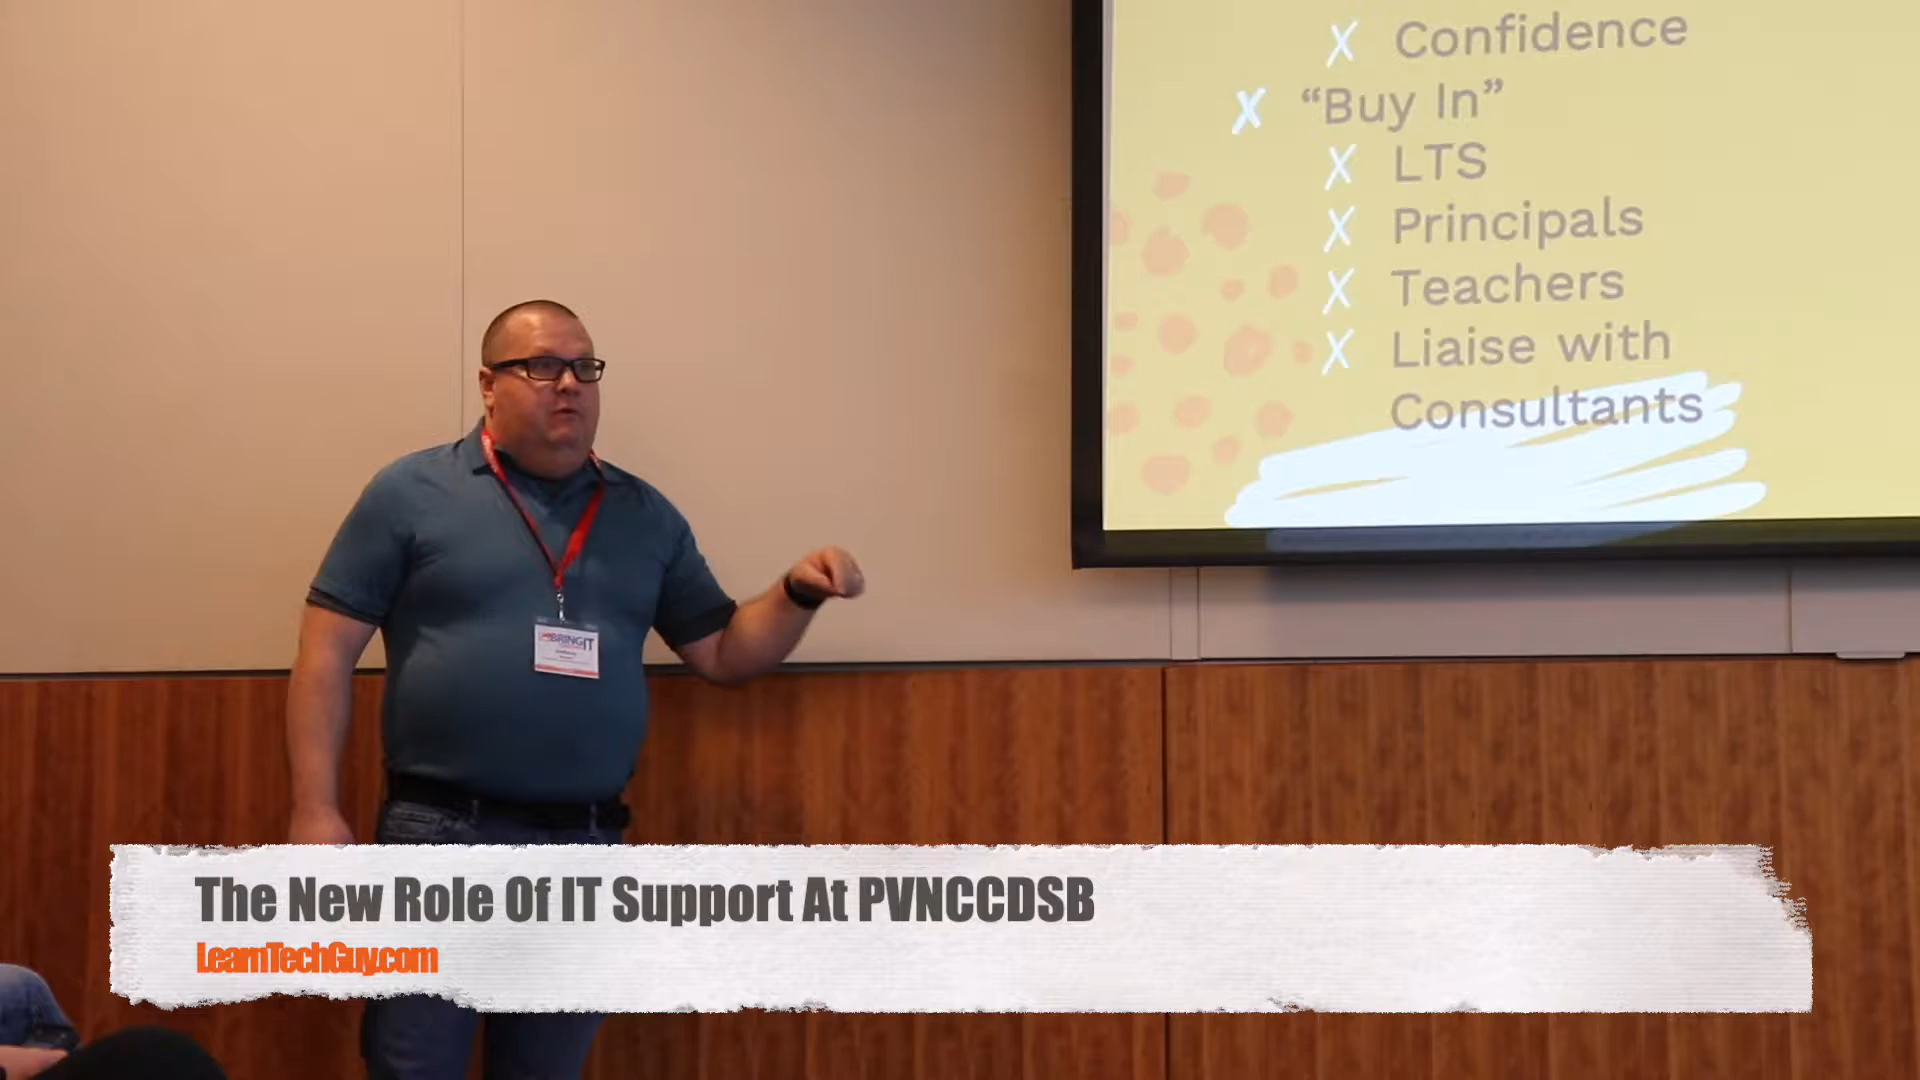 X Confidence
X “Buy In”
X LTS
X Principals
X Teachers
X Liaise with
Consultants
BRINGIT
The New Role Of IT Support At PVNCCDSB
LearnTechGuy.com